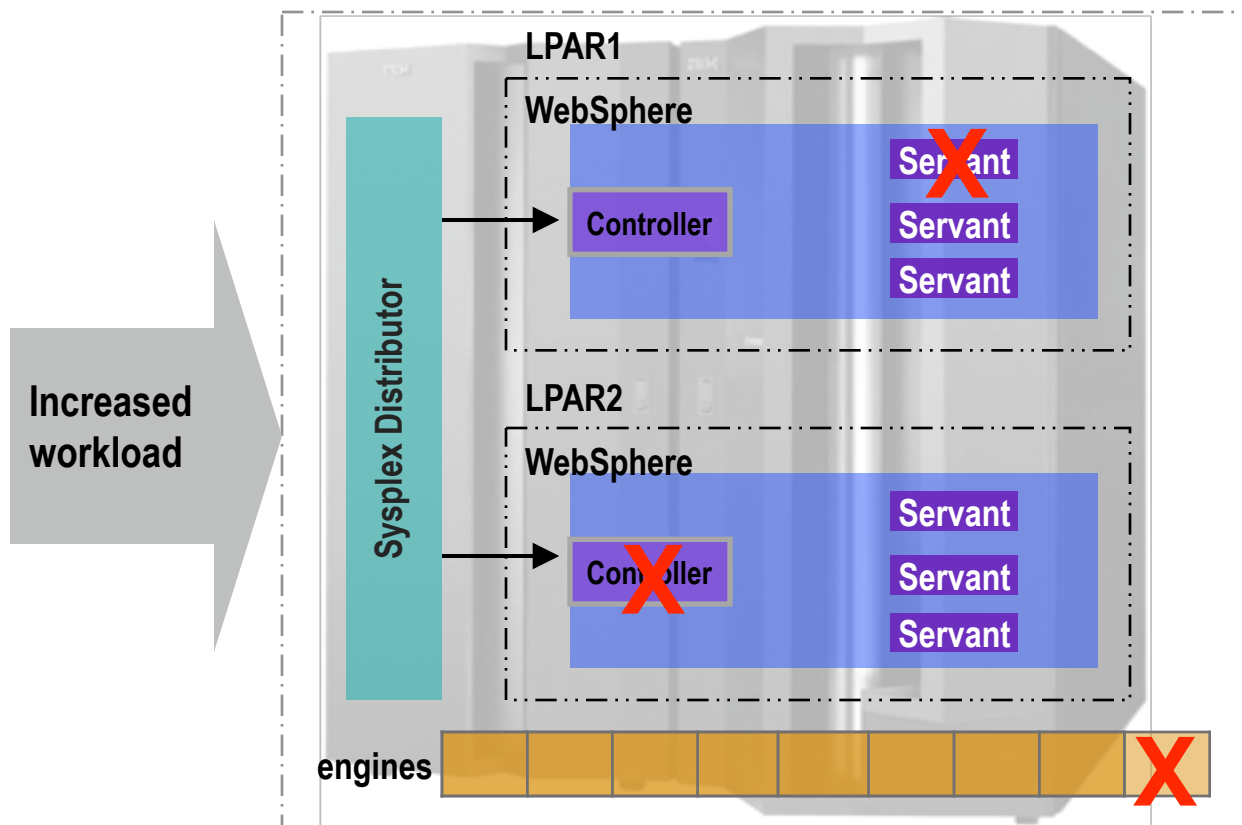 LPAR1
WebSphere
Servant
Controller
Servant
Servant
Sysplex Distributor
Increased
workload
LPAR2
WebSphere
Servant
Controller
Servant
Servant
engines
X
X
X